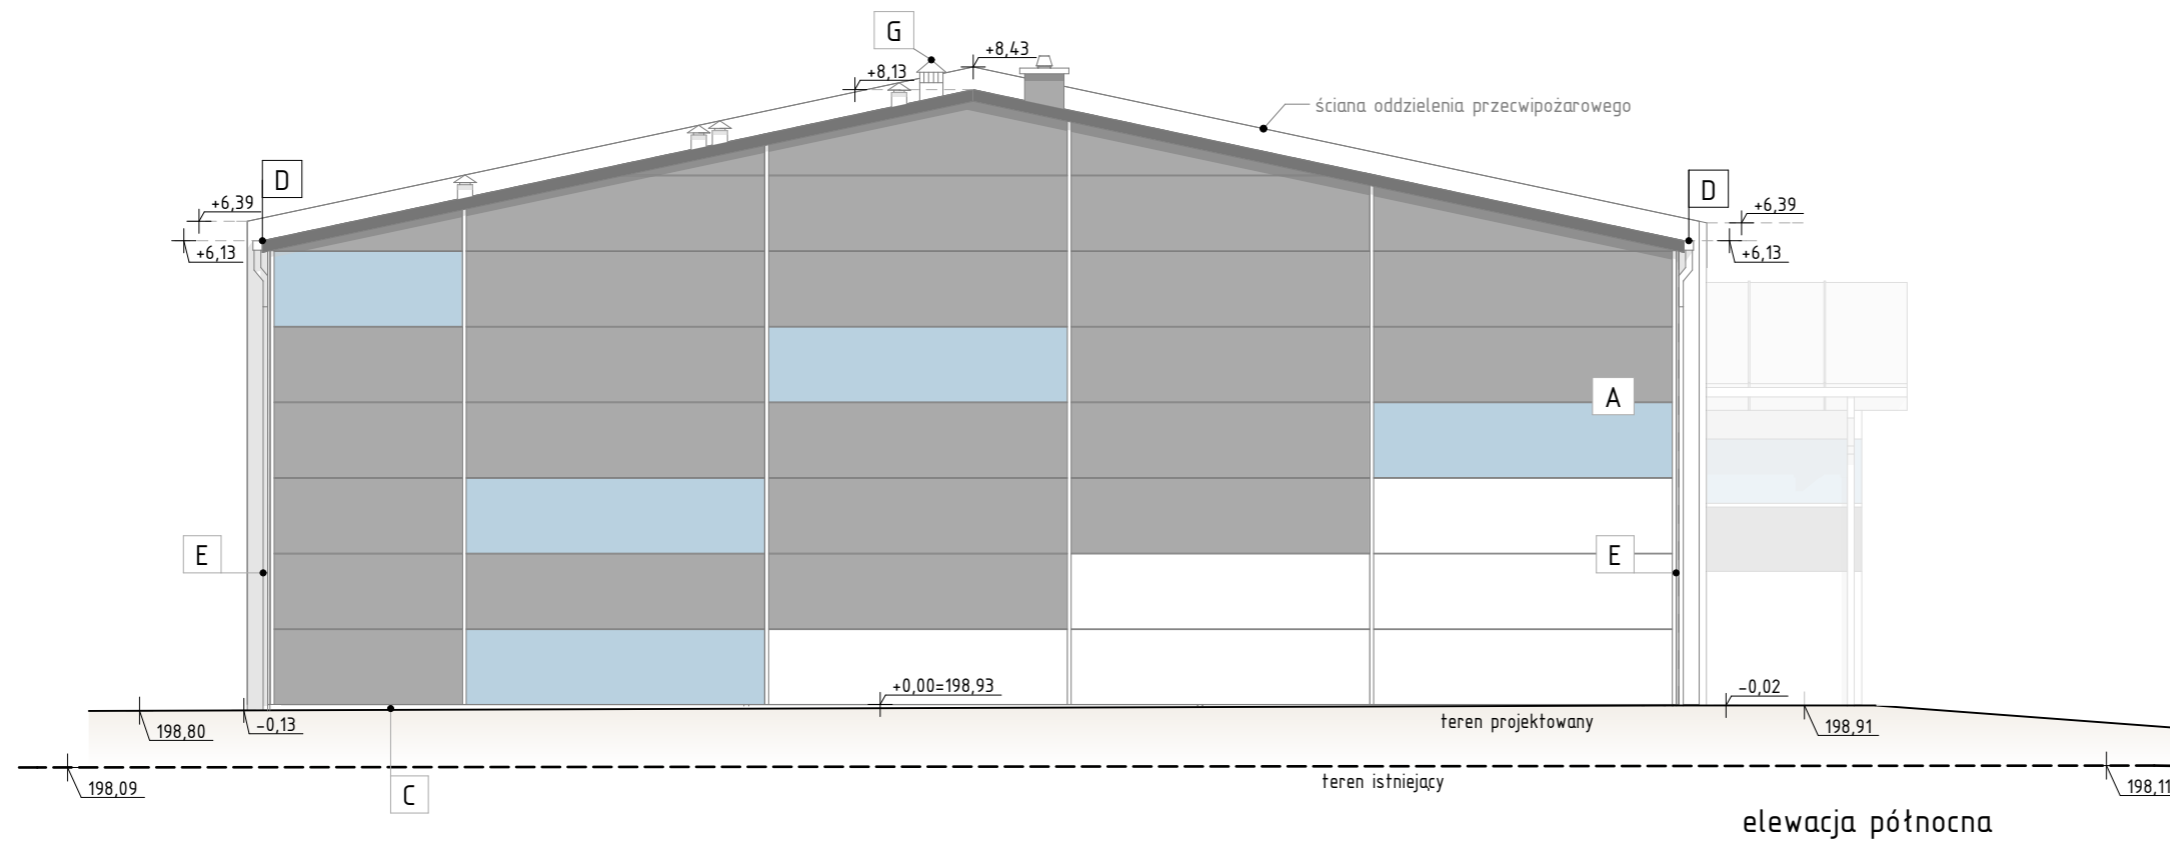 G
+8,43
+8,13
ściana oddzielenia przecwipożarowego
D
D
+6,39
+6,39
+6,13
+6,13
A
E
E
+0,00=198,93
-0,02
198,80
-0,13
teren projektowany
198,91
198,09
C
teren istniejący
198,11
elewacja północna